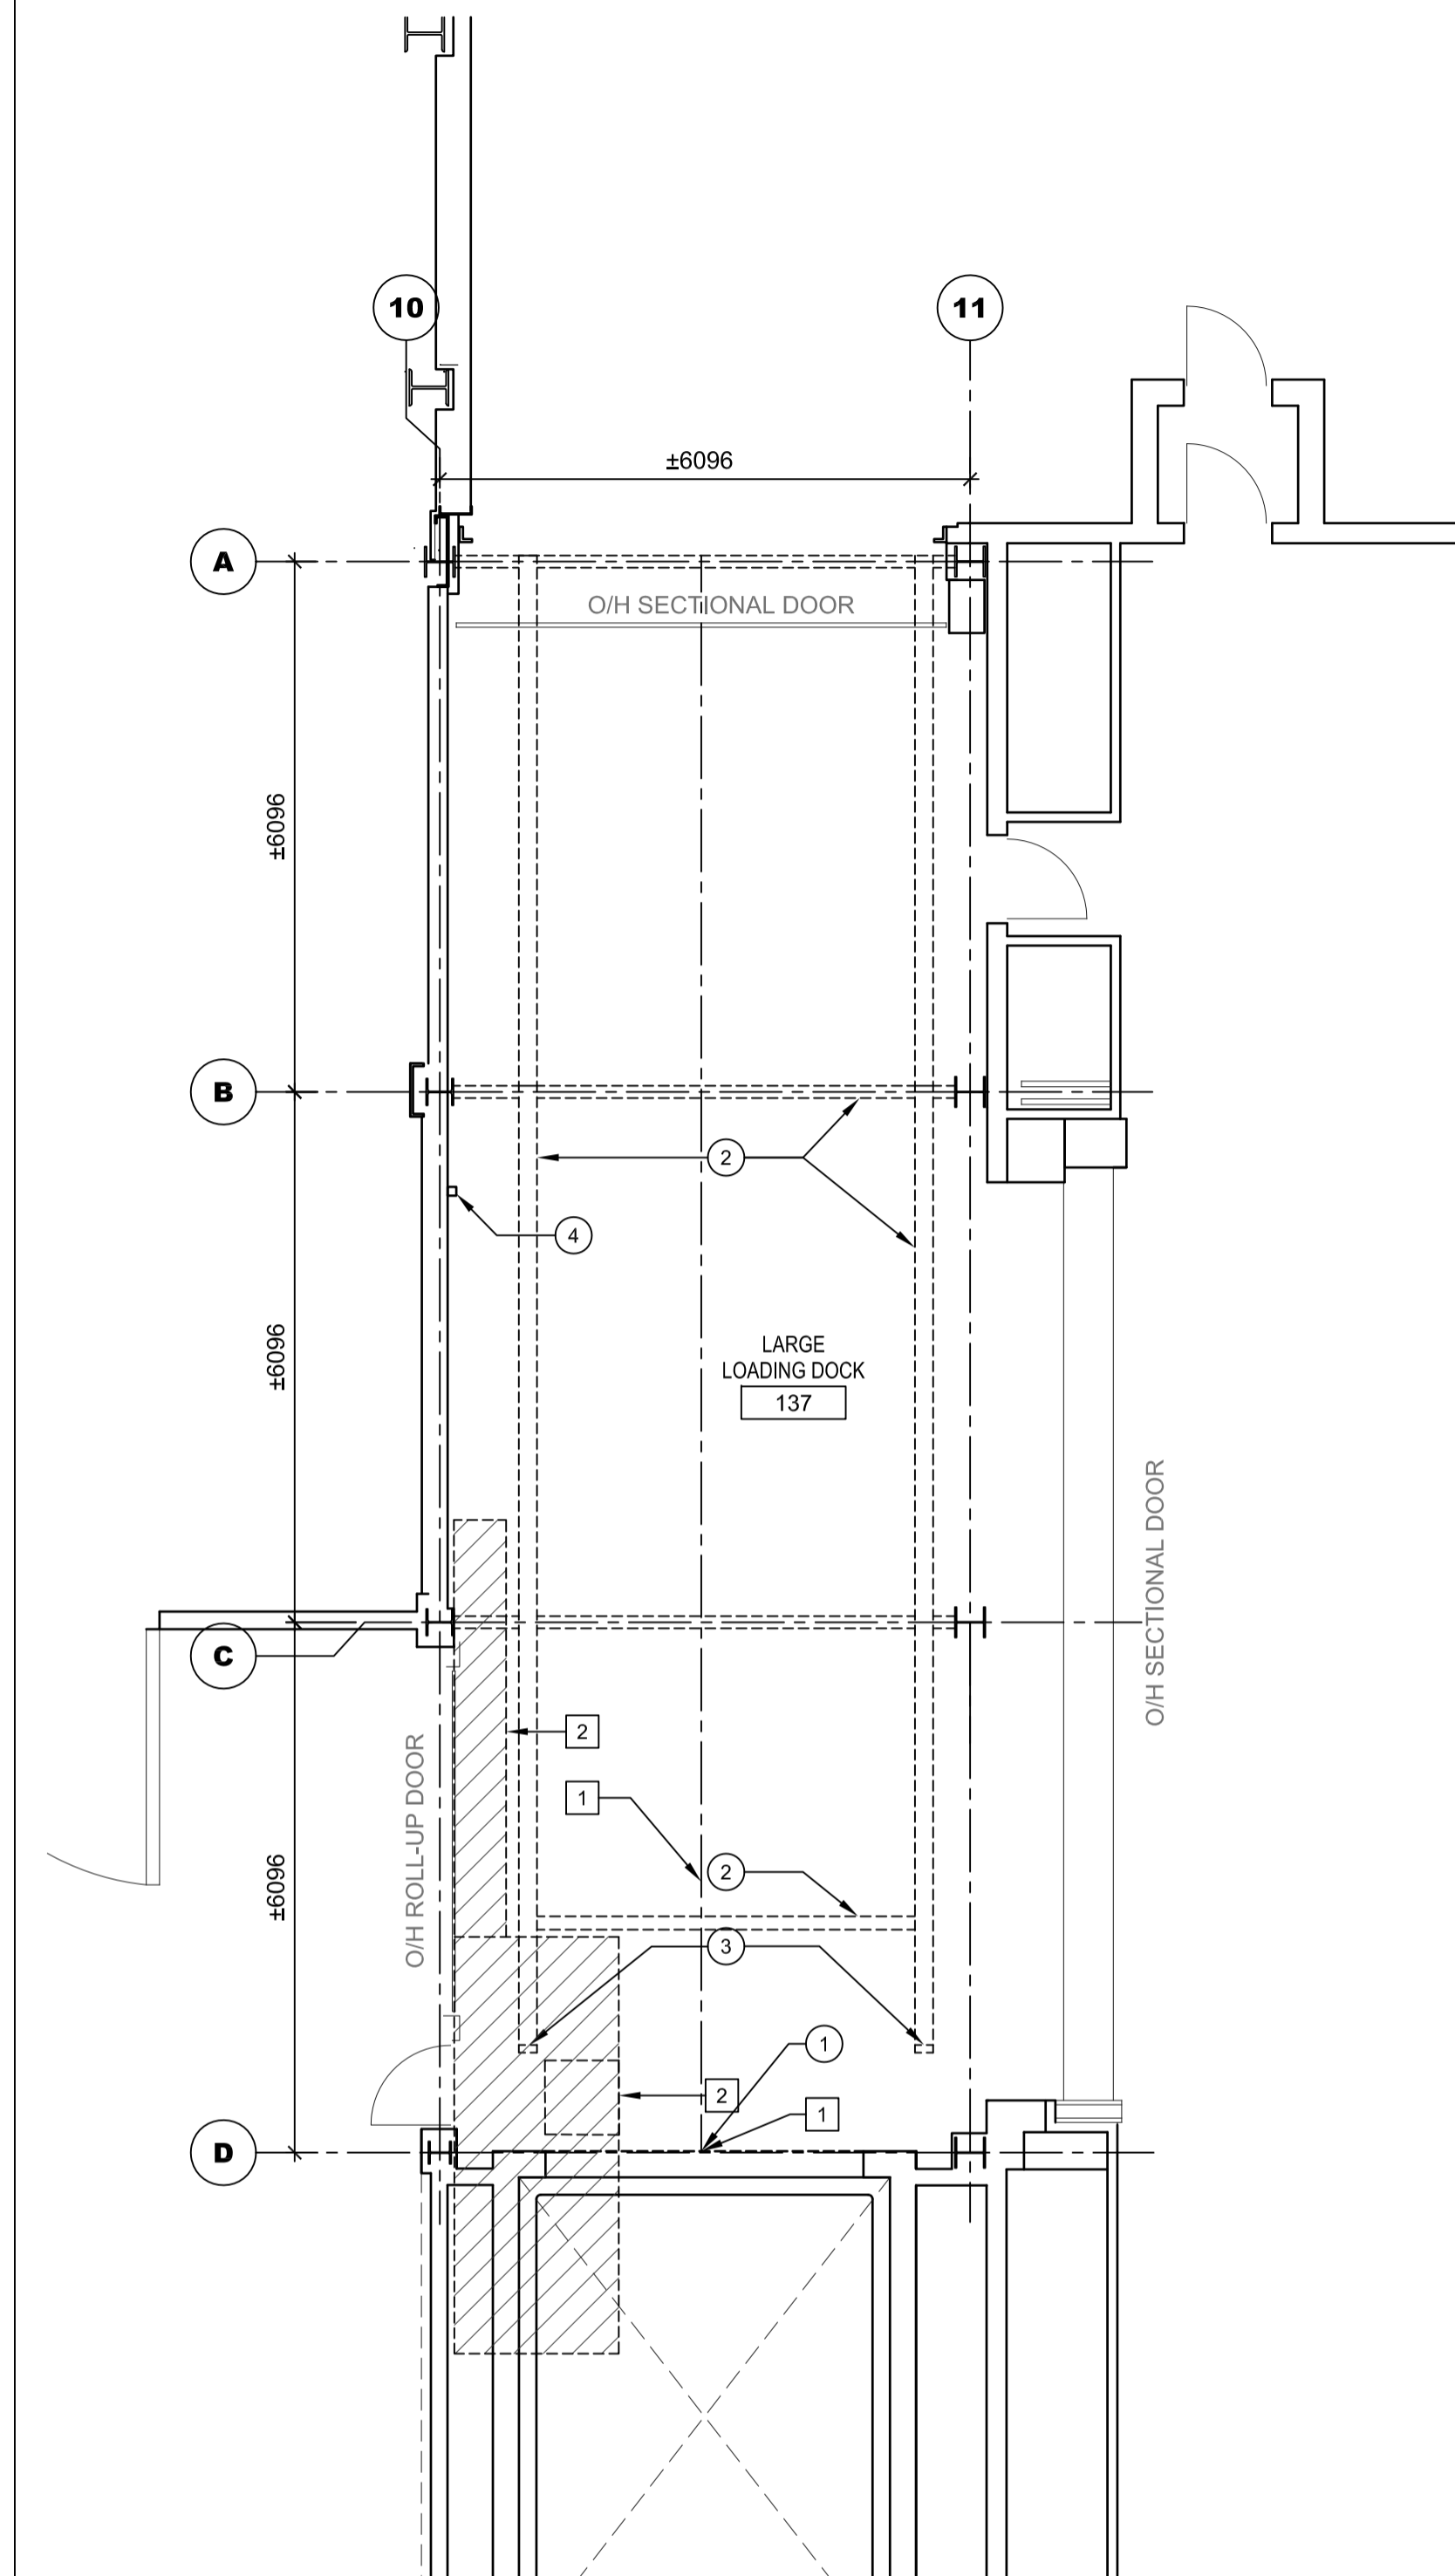 10
11
±6096
A
O/H SECTIONAL DOOR
±6096
B
2
4
±6096
LARGE
LOADING DOCK
137
O/H SECTIONAL DOOR
C
2
O/H ROLL-UP DOOR
1
±6096
2
3
1
2
1
D